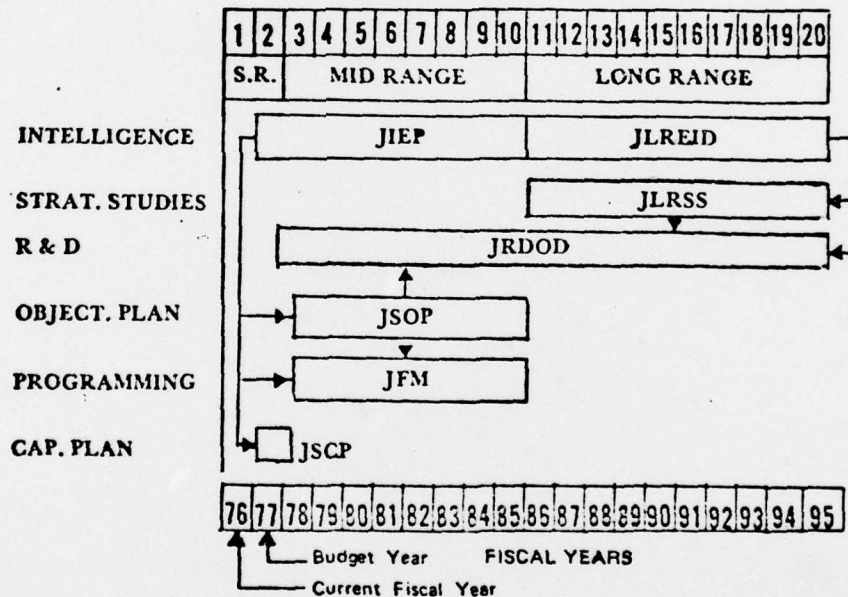 1 2 3 4 5 6 7 8 9 10 11 12 13 14 15 16 17 18 19 20
S.R. MID RANGE LONG RANGE
INTELLIGENCE JIEP JLREID
STRAT. STUDIES JLRSS
R & D JRDOD
OBJECT. PLAN JSOP
PROGRAMMING JFM
CAP. PLAN JSCP
76 77 78 79 80 81 82 83 84 85 86 87 88 89 90 91 92 93 94 95
Budget Year FISCAL YEARS
Current Fiscal Year